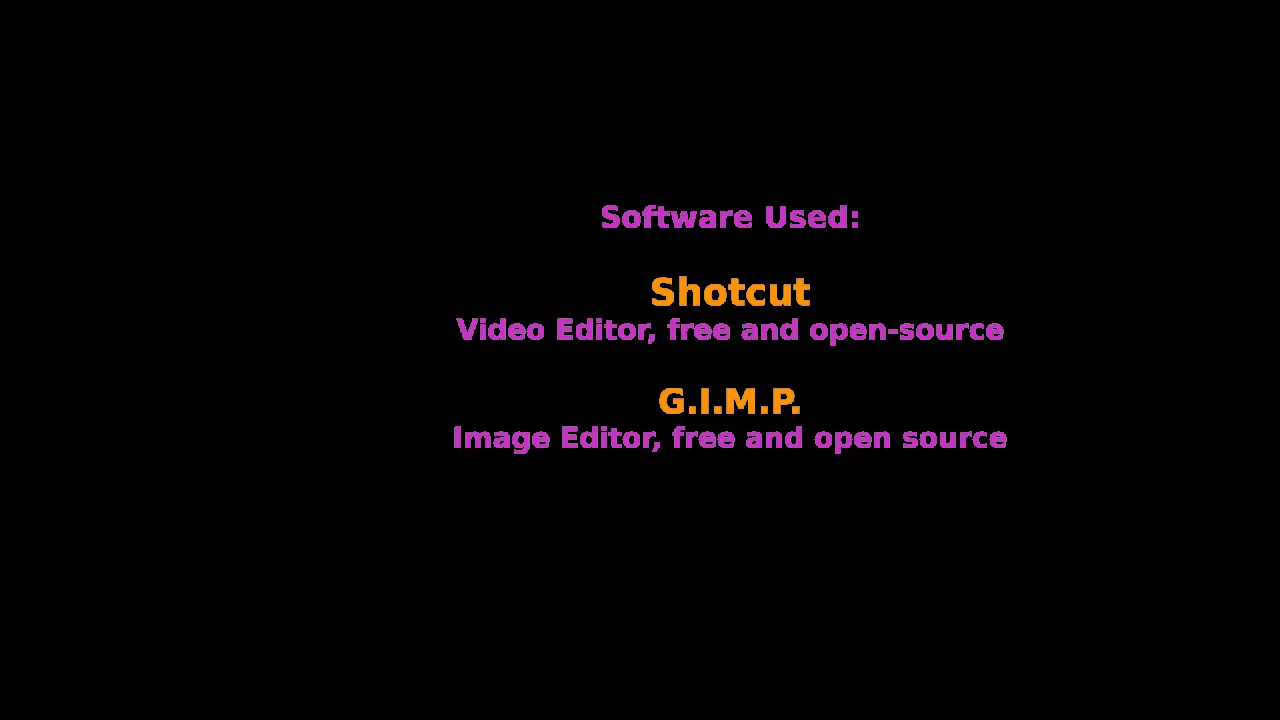 Software Used:
Shotcut
Video Editor, free and open-source
G.I.M.P.
Image Editor, free and open source